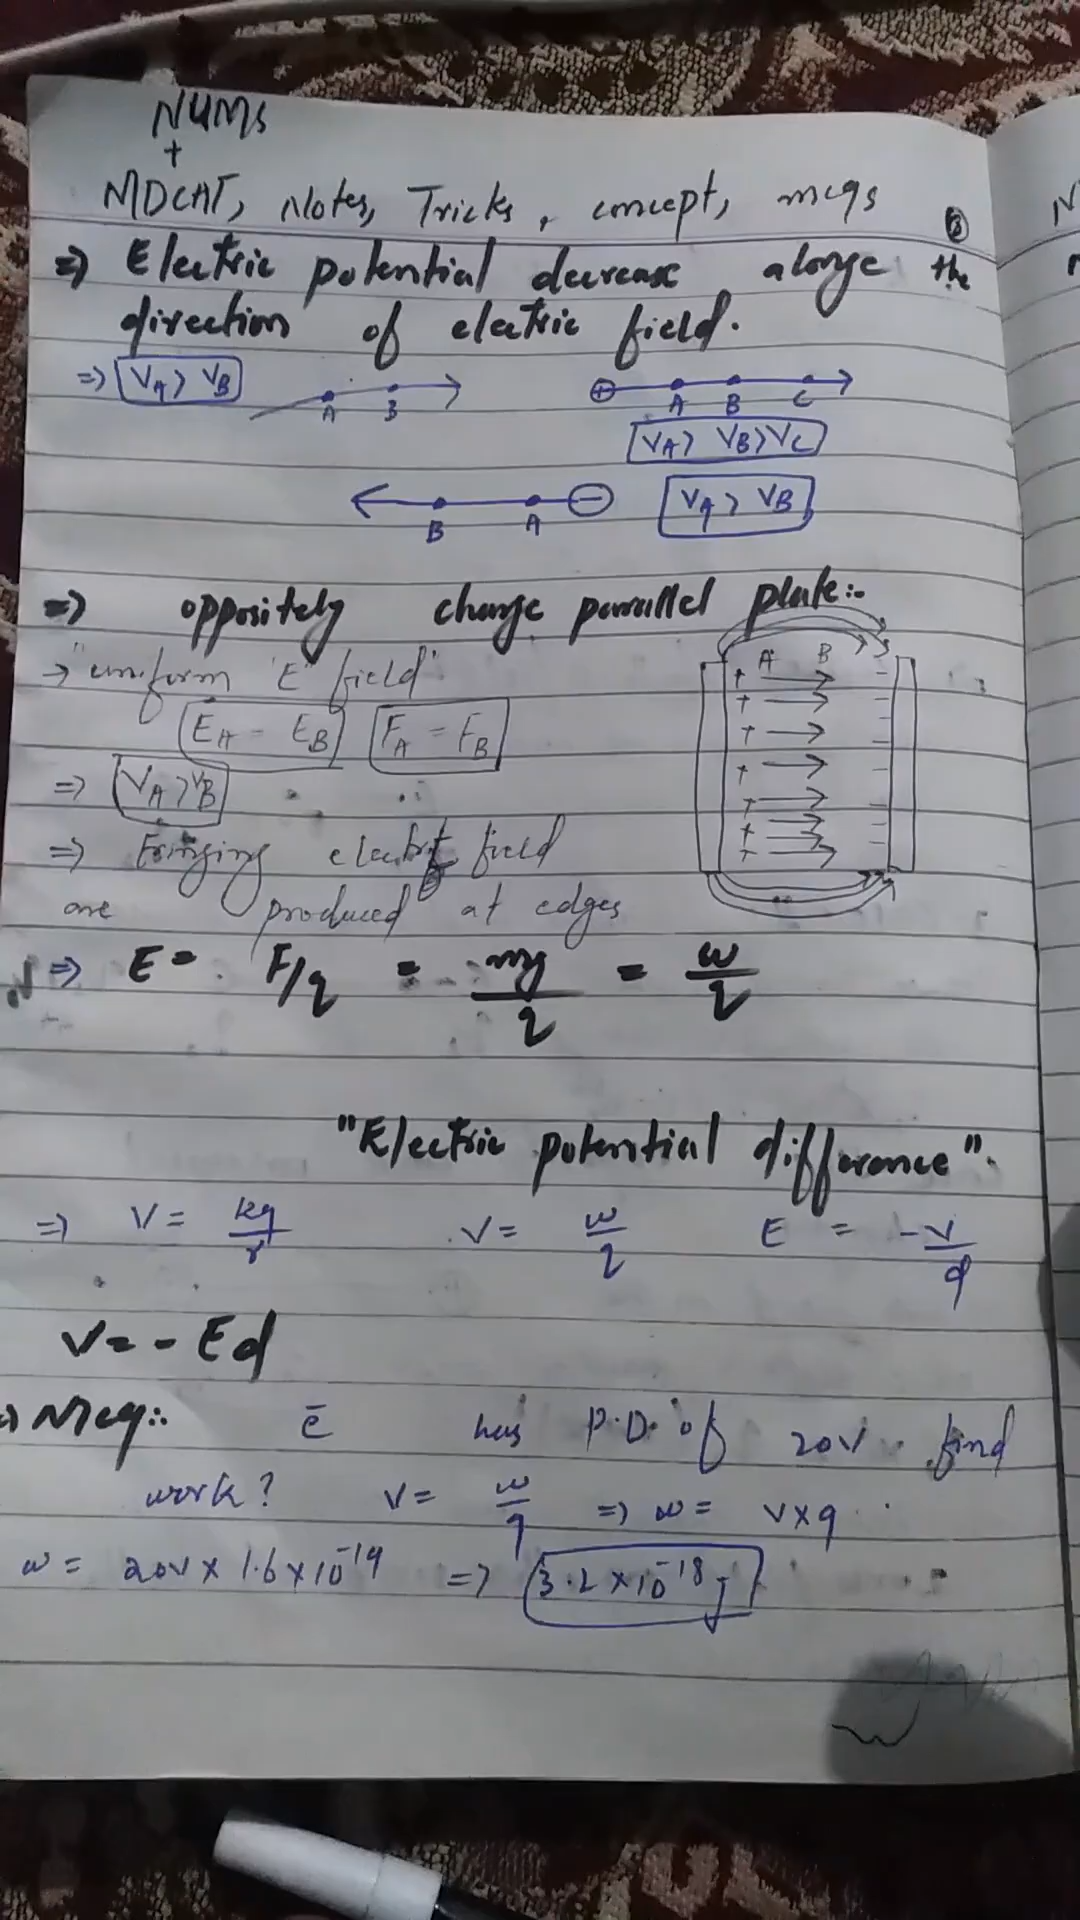 NUMS
+
MDCAT, Notes, Tricks, concept, mcqs
⇒ Electric potential decrease alonge the
direction of electric field.
⇒ VA > VB A B ⊕ A B C
VA > VB > VC
B A ⊖ VA > VB
⇒ oppositely charge parallel plate:-
→ "uniform 'E' field" A B
EA = EB FA = FB
⇒ VA > VB
⇒ Fringing electric field
are produced at edges
⇒ E = F/q = mg/q = w/q
"Electric potential difference".
⇒ V = kq/r V = w/q E = -V/d
V = - Ed
⇒ Mcq:. ē has P.D. of 20V. find
work? V = w/q ⇒ w = V×q
w = 20V × 1.6×10⁻¹⁹ ⇒ 3.2×10⁻¹⁸J